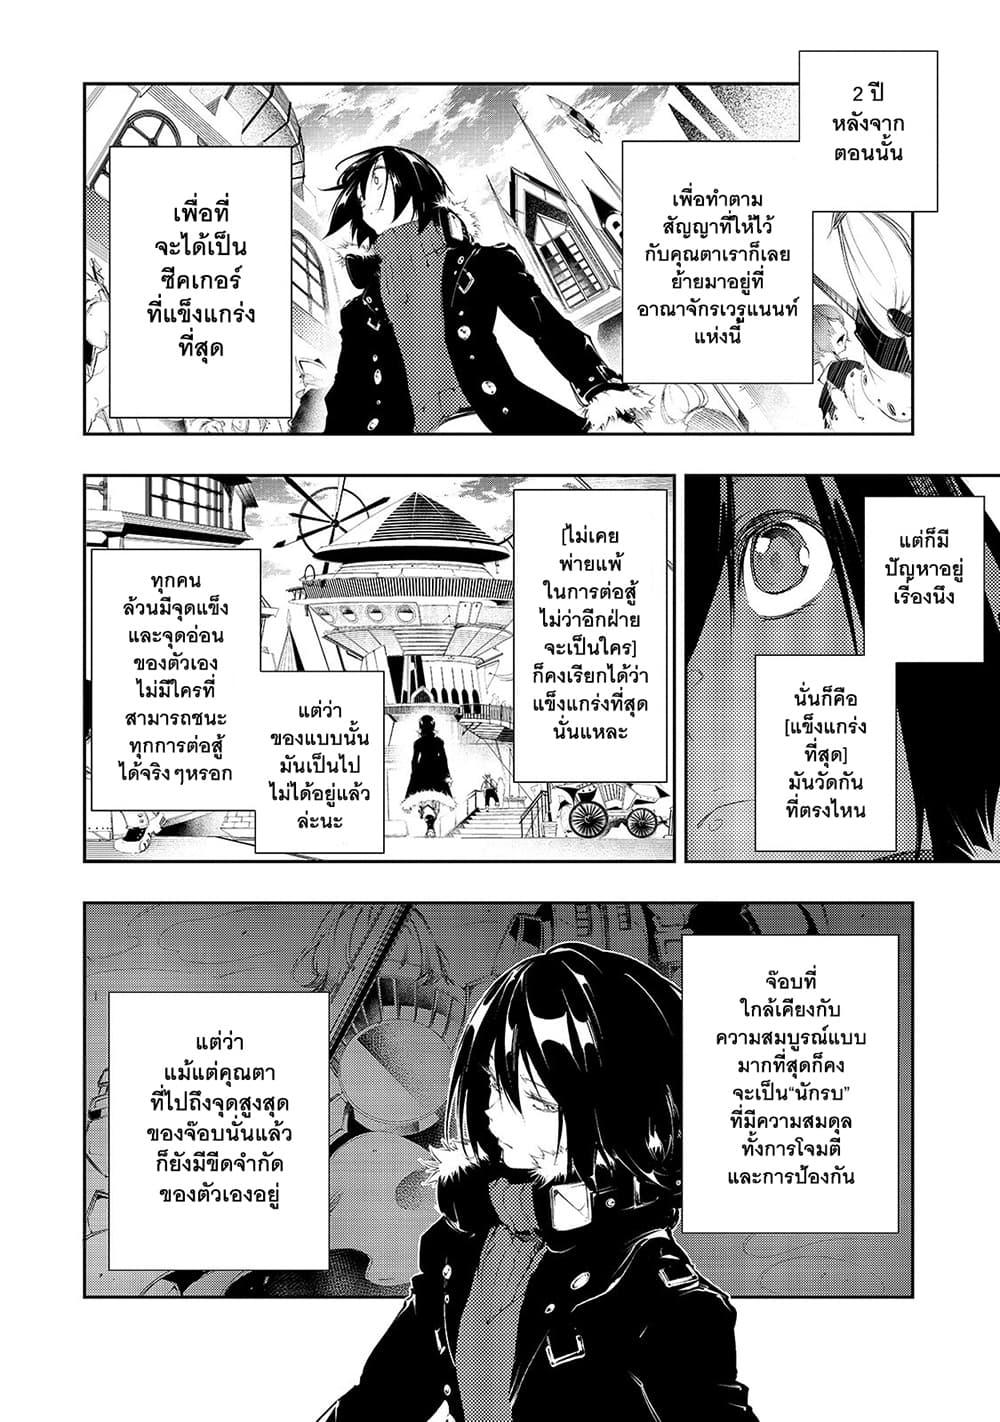 2 ปี
หลังจาก
ตอนนั้น
เพื่อทำตาม
สัญญาที่ให้ไว้
กับคุณตาเราก็เลย
ย้ายมาอยู่ที่
อาณาจักรเวรูแนนท์
แห่งนี้
เพื่อที่
จะได้เป็น
ซีคเกอร์
ที่แข็งแกร่ง
ที่สุด
แต่ก็มี
ปัญหาอยู่
เรื่องนึง
นั่นก็คือ
[แข็งแกร่ง
ที่สุด]
มันวัดกัน
ที่ตรงไหน
[ไม่เคย
พ่ายแพ้
ในการต่อสู้
ไม่ว่าอีกฝ่าย
จะเป็นใคร]
ก็คงเรียกได้ว่า
แข็งแกร่งที่สุด
นั่นแหละ
แต่ว่า
ของแบบนั้น
มันเป็นไป
ไม่ได้อยู่แล้ว
ล่ะนะ
ทุกคน
ล้วนมีจุดแข็ง
และจุดอ่อน
ของตัวเอง
ไม่มีใครที่
สามารถชนะ
ทุกการต่อสู้
ได้จริงๆหรอก
จ๊อบที่
ใกล้เคียงกับ
ความสมบูรณ์แบบ
มากที่สุดก็คง
จะเป็น“นักรบ”
ที่มีความสมดุล
ทั้งการโจมตี
และการป้องกัน
แต่ว่า
แม้แต่คุณตา
ที่ไปถึงจุดสูงสุด
ของจ๊อบนั่นแล้ว
ก็ยังมีขีดจำกัด
ของตัวเองอยู่